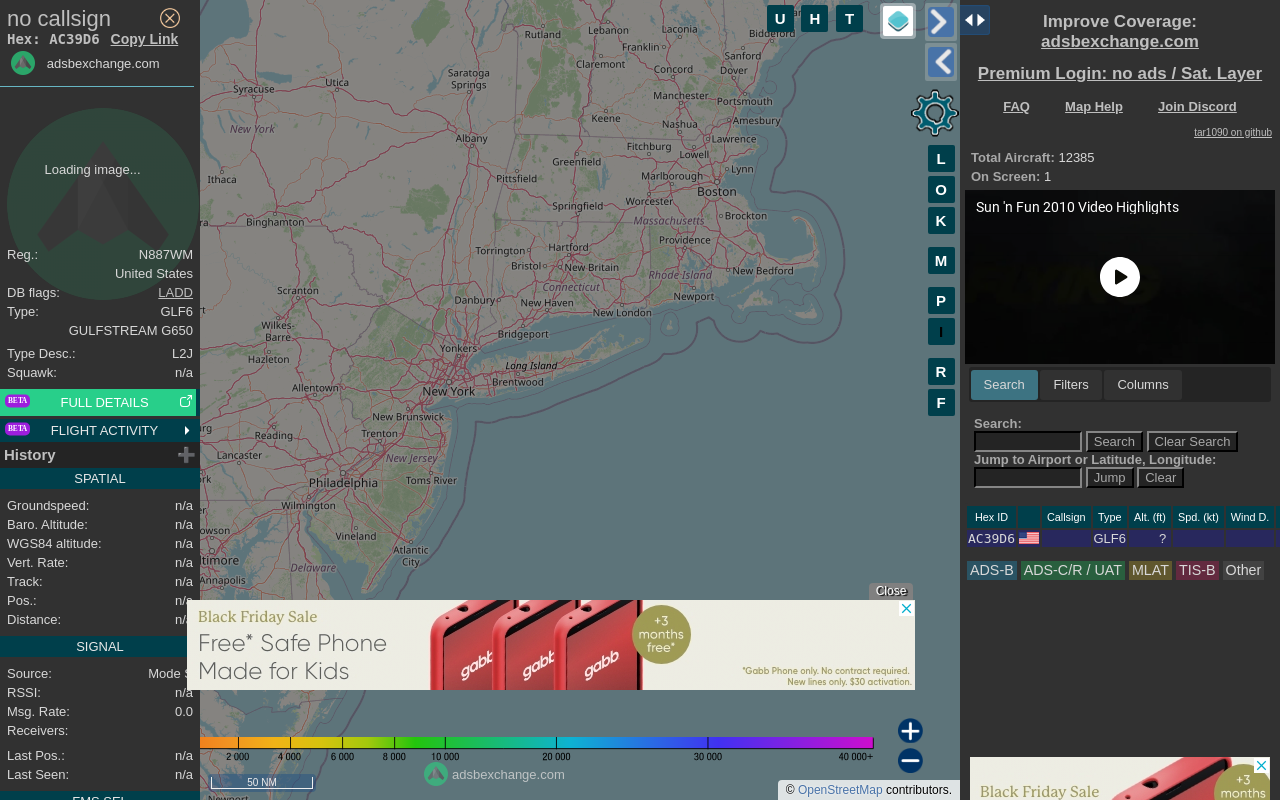 no callsign
Hex: AC39D6 Copy Link
adsbexchange.com
Loading image...
Reg.: N887WM
United States
DB flags: LADD
Type: GLF6
GULFSTREAM G650
Type Desc.: L2J
Squawk: n/a
BETA FULL DETAILS
BETA FLIGHT ACTIVITY
History
SPATIAL
Groundspeed: n/a
Baro. Altitude: n/a
WGS84 altitude: n/a
Vert. Rate: n/a
Track: n/a
Pos.: n/a
Distance: n/a
SIGNAL
Source: Mode S
RSSI: n/a
Msg. Rate: 0.0
Receivers:
Last Pos.: n/a
Last Seen: n/a
U H T
L
O
K
M
P
I
R
F
Rutland
Lebanon
Laconia
Biddeford
Franklin
Sanford
Claremont
Concord
Dover
Saratoga
Springs
Utica
Syracuse
Manchester
Portsmouth
Keene
Nashua
Amesbury
New York
Albany
Fitchburg
Lawrence
Greenfield
Lowell
Lynn
Ithaca
Pittsfield
Marlborough
Boston
Springfield
Worcester
Binghamton
Massachusetts
Brockton
Hartford
Providence
Torrington
Bristol
New Britain
Rhode Island
New Bedford
Connecticut
Scranton
Danbury
New Haven
Newport
New London
Wilkes-
Barre
Bridgeport
Yonkers
Hazleton
Long Island
Allentown
New York
Brentwood
New Brunswick
Reading
Trenton
Lancaster
New Jersey
Philadelphia
Toms River
Wilmington
Vineland
Atlantic
City
Delaware
Annapolis
Close
Black Friday Sale
Free* Safe Phone
Made for Kids
gabb gabb gabb
+3
months
free*
*Gabb Phone only. No contract required.
New lines only. $30 activation.
2 000 4 000 6 000 8 000 10 000 20 000 30 000 40 000+
50 NM
adsbexchange.com
© OpenStreetMap contributors.
Improve Coverage:
adsbexchange.com
Premium Login: no ads / Sat. Layer
FAQ Map Help Join Discord
tar1090 on github
Total Aircraft: 12385
On Screen: 1
Sun 'n Fun 2010 Video Highlights
Search Filters Columns
Search:
Search Clear Search
Jump to Airport or Latitude, Longitude:
Jump Clear
Hex ID Callsign Type Alt. (ft) Spd. (kt) Wind D.
AC39D6 GLF6 ?
ADS-B ADS-C/R / UAT MLAT TIS-B Other
Black Friday Sale
+3
months